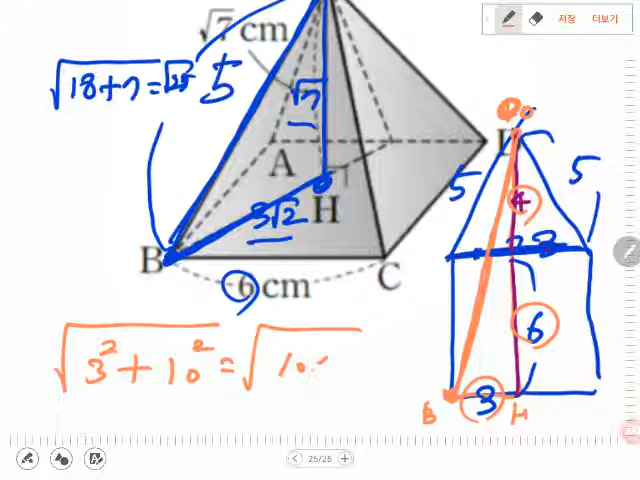 저장 더보기
√7 cm
√18+7=√25 5
√7
A
H
3√2
B
6 cm
C
5
5
4
6
3
B H
√3²+10²=√10
25/25